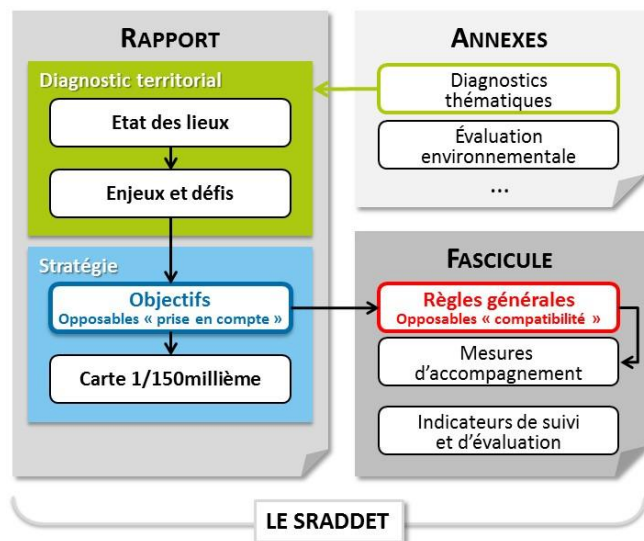 RAPPORT
Diagnostic territorial
Etat des lieux
Enjeux et défis
Stratégie
Objectifs
Opposables « prise en compte »
Carte 1/150millième
ANNEXES
Diagnostics
thématiques
Évaluation
environnementale
...
FASCICULE
Règles générales
Opposables « compatibilité »
Mesures
d'accompagnement
Indicateurs de suivi
et d'évaluation
LE SRADDET